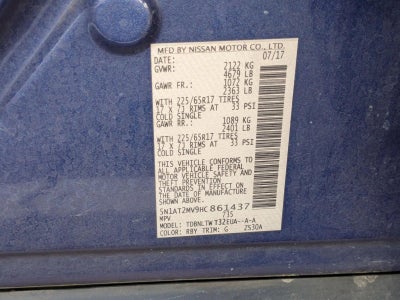 MFD BY NISSAN MOTOR CO., LTD.
DATE: 07/17
GVWR: 2122 KG
4679 LB
GAWR FR.: 1072 KG
2363 LB
WITH 225/65R17 TIRES
17 X 7J RIMS AT 33 PSI
COLD SINGLE
GAWR RR.: 1089 KG
2401 LB
WITH 225/65R17 TIRES
17 X 7J RIMS AT 33 PSI
COLD SINGLE
THIS VEHICLE CONFORMS TO
ALL APPLICABLE FEDERAL
MOTOR VEHICLE SAFETY AND
THEFT PREVENTION
STANDARDS IN EFFECT ON
THE DATE OF MANUFACTURE
SHOWN ABOVE.
5N1AT2MV9HC861437
MPV
MODEL: TDBNLTW T32EUA--A-A
COLOR: RBY TRIM: G